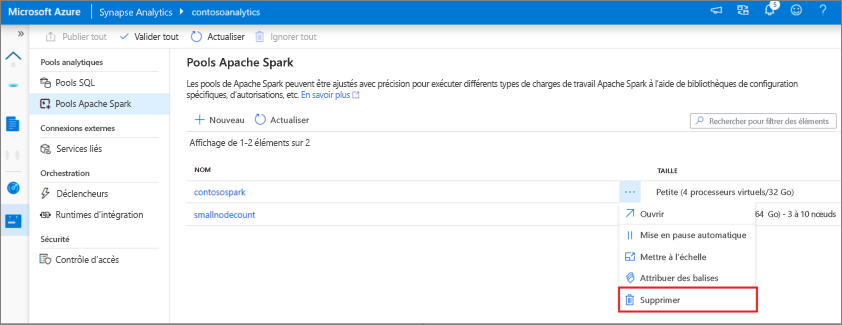 Microsoft Azure Synapse Analytics contosoanalytics 5
Publier tout Valider tout Actualiser Ignorer tout
Pools analytiques
Pools SQL
Pools Apache Spark
Connexions externes
Services liés
Orchestration
Déclencheurs
Runtimes d'intégration
Sécurité
Contrôle d'accès
Pools Apache Spark
Les pools de Apache Spark peuvent être ajustés avec précision pour exécuter différents types de charges de travail Apache Spark à l'aide de bibliothèques de configuration
spécifiques, d'autorisations, etc. En savoir plus
Nouveau Actualiser
Rechercher pour filtrer des éléments
Affichage de 1-2 éléments sur 2
NOM TAILLE
contosospark ... Petite (4 processeurs virtuels/32 Go)
smallnodecount 64 Go) - 3 à 10 nœuds
Ouvrir
Mise en pause automatique
Mettre à l'échelle
Attribuer des balises
Supprimer